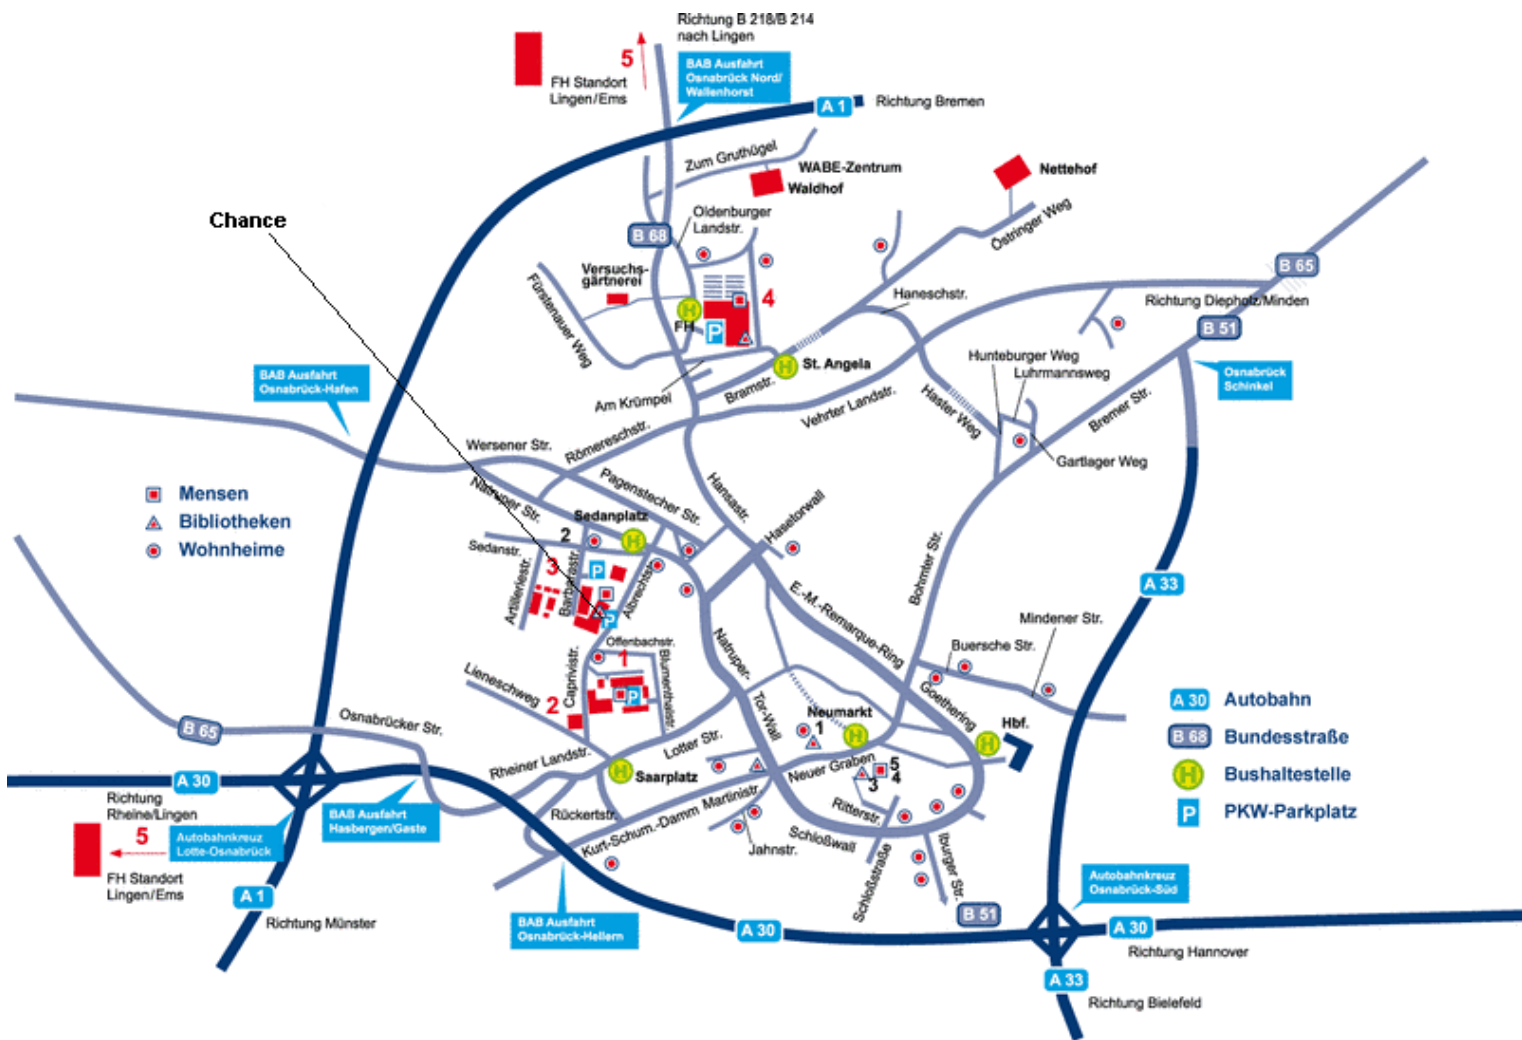 Richtung B 218/B 214
nach Lingen
5
FH Standort
Lingen/Ems
BAB Ausfahrt
Osnabrück Nord/
Wallenhorst
A 1
Richtung Bremen
Zum Gruthügel
WABE-Zentrum
Waldhof
Nettehof
Chance
Oldenburger
Landstr.
B 68
Östringer Weg
Versuchs-
gärtnerei
Fürstenauer Weg
4
FH
P
H
B 65
Haneschstr.
Richtung Diepholz/Minden
B 51
H
St. Angela
Hunteburger Weg
Luhrmannsweg
Osnabrück
Schinkel
BAB Ausfahrt
Osnabrück-Hafen
Am Krümpel
Bramstr.
Vehrter Landstr.
Haster Weg
Bremer Str.
Gartlager Weg
Wersener Str.
Römereschstr.
Pagenstecher Str.
Hansastr.
Hasetorwall
Natruper Str.
Mensen
Bibliotheken
Wohnheime
Sedanplatz
H
2
Sedanstr.
3
P
Artilleriestr.
Barbarastr.
Albrechtstr.
P
Bohmter Str.
A 33
E.-M.-Remarque-Ring
Mindener Str.
Buersche Str.
Offenbachstr.
1
Caprivistr.
Blumenthalstr.
Natruper-
Tor-Wall
Lieneschweg
2
P
Goethering
Hbf.
H
Neumarkt
1
H
Osnabrücker Str.
B 65
Rheiner Landstr.
Lotter Str.
H
Saarplatz
Neuer Graben
5
4
3
A 30
Autobahn
B 68
Bundesstraße
H
Bushaltestelle
P
PKW-Parkplatz
A 30
Richtung
Rheine/Lingen
5
Autobahnkreuz
Lotte-Osnabrück
BAB Ausfahrt
Hasbergen/Gaste
FH Standort
Lingen/Ems
Rückertstr.
Kurt-Schum.-Damm
Martinistr.
Jahnstr.
Ritterstr.
Schloßwall
Schloßstraße
Iburger Str.
A 1
Richtung Münster
BAB Ausfahrt
Osnabrück-Hellern
A 30
B 51
Autobahnkreuz
Osnabrück-Süd
A 30
Richtung Hannover
A 33
Richtung Bielefeld